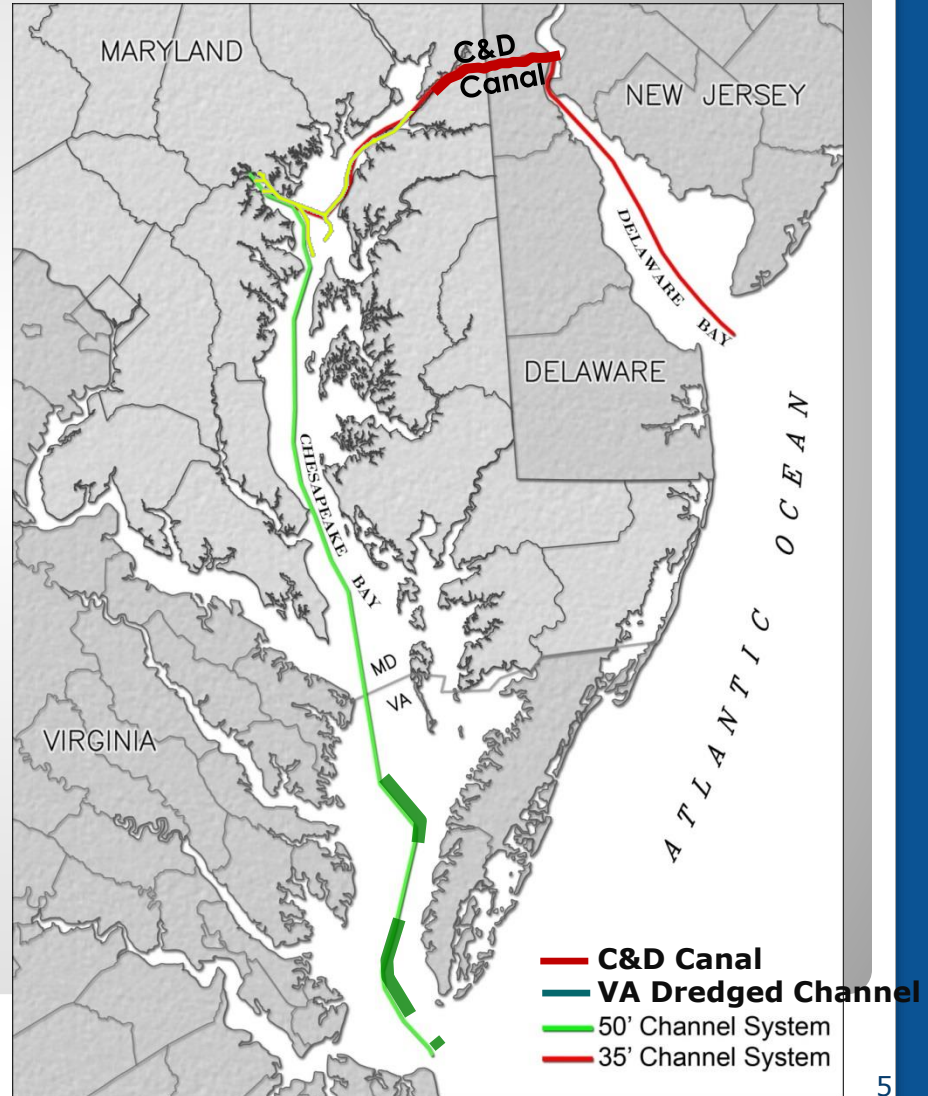 MARYLAND
C&D
Canal
NEW JERSEY
DELAWARE
BAY
DELAWARE
CHESAPEAKE
BAY
ATLANTIC OCEAN
MD
VA
VIRGINIA
C&D Canal
VA Dredged Channel
50' Channel System
35' Channel System
5